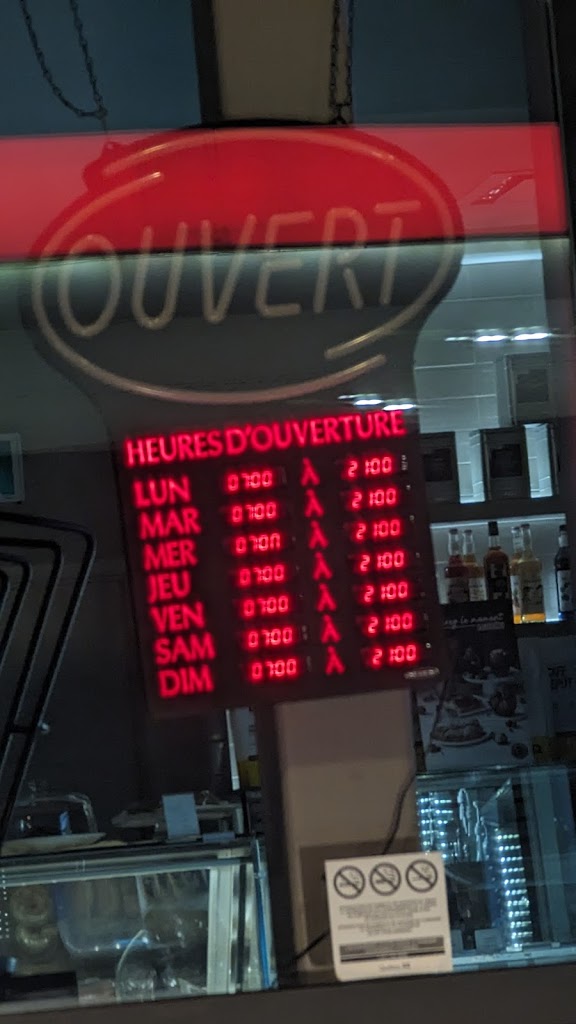 OUVERT
HEURES D'OUVERTURE
LUN 0700 À 2100
MAR 0700 À 2100
MER 0700 À 2100
JEU 0700 À 2100
VEN 0700 À 2100
SAM 0700 À 2100
DIM 0700 À 2100